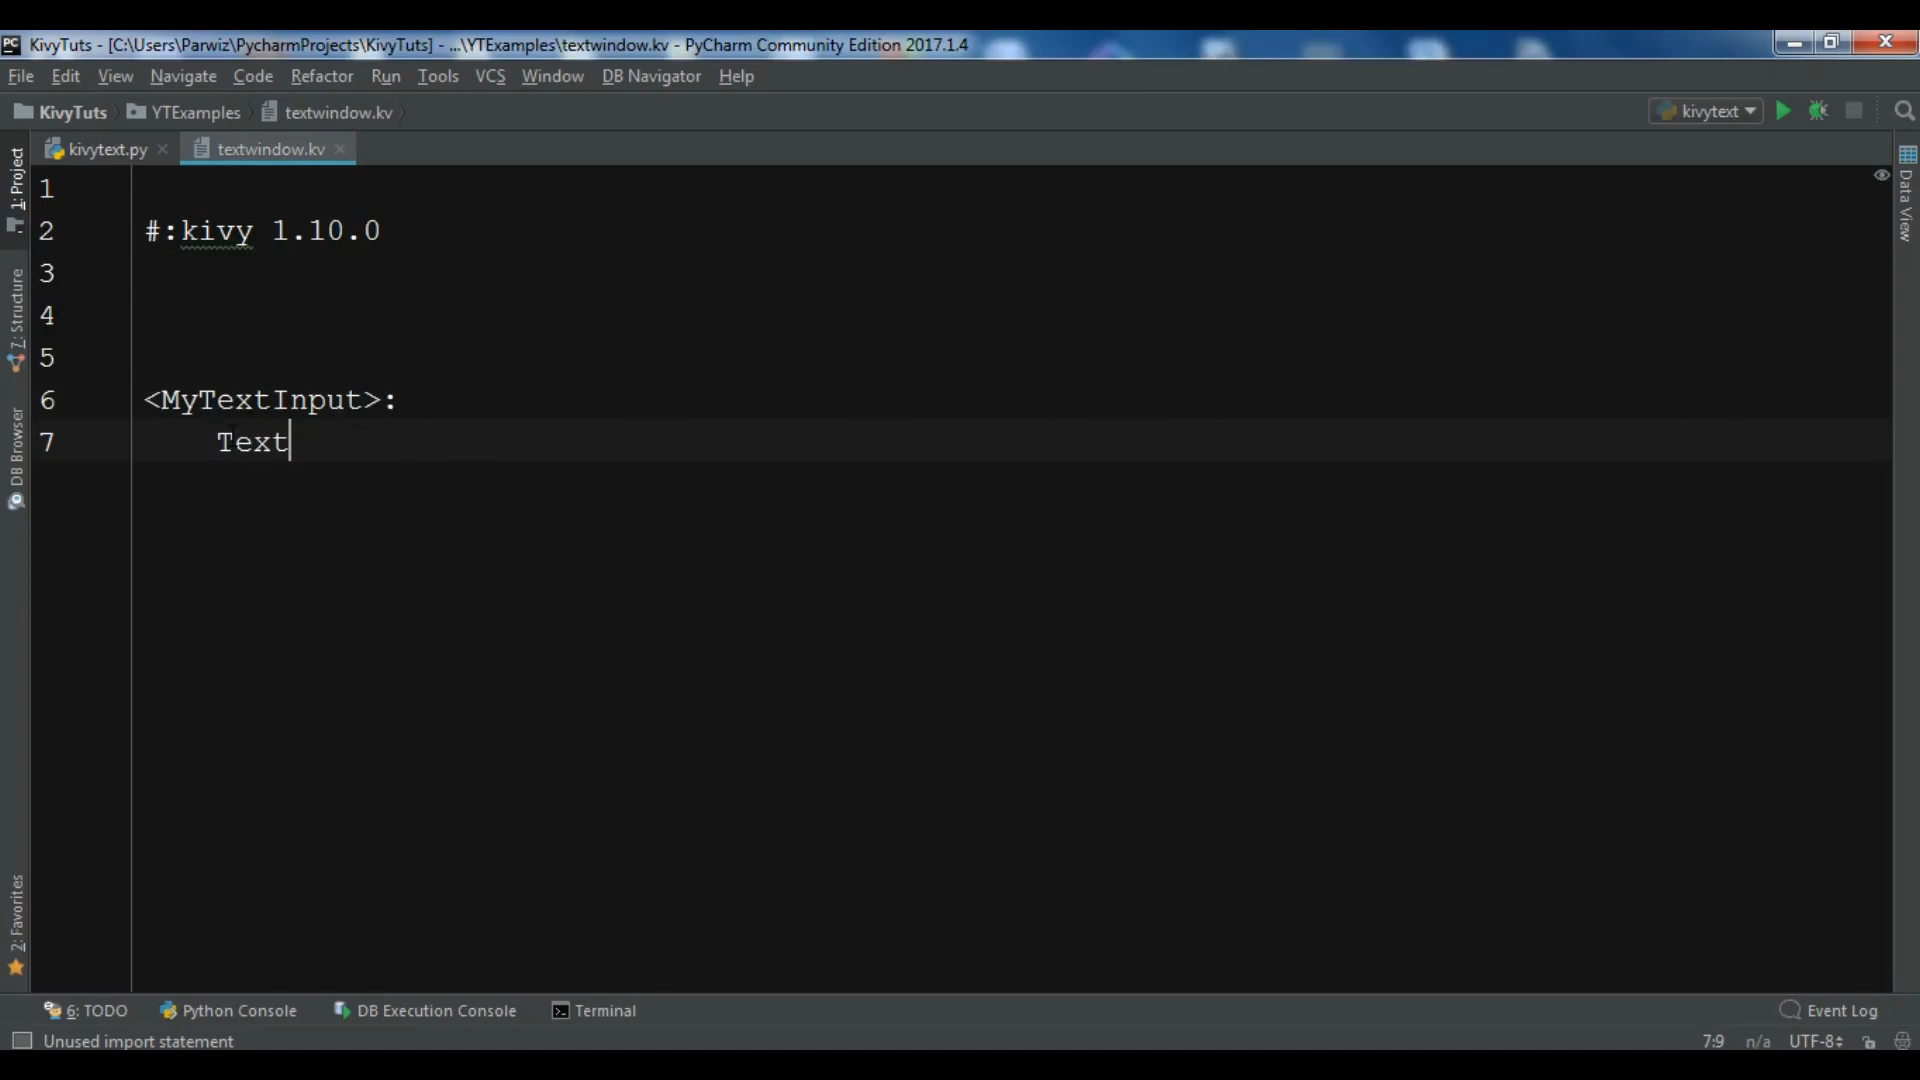 PC KivyTuts - [C:\Users\Parwiz\PycharmProjects\KivyTuts] - ...\YTExamples\textwindow.kv - PyCharm Community Edition 2017.1.4
File Edit View Navigate Code Refactor Run Tools VCS Window DB Navigator Help
KivyTuts YTExamples textwindow.kv kivytext
kivytext.py textwindow.kv
1: Project
7: Structure
DB Browser
2: Favorites
Data View
1
2 #:kivy 1.10.0
3
4
5
6 <MyTextInput>:
7 Text
6: TODO Python Console DB Execution Console Terminal Event Log
Unused import statement 7:9 n/a UTF-8